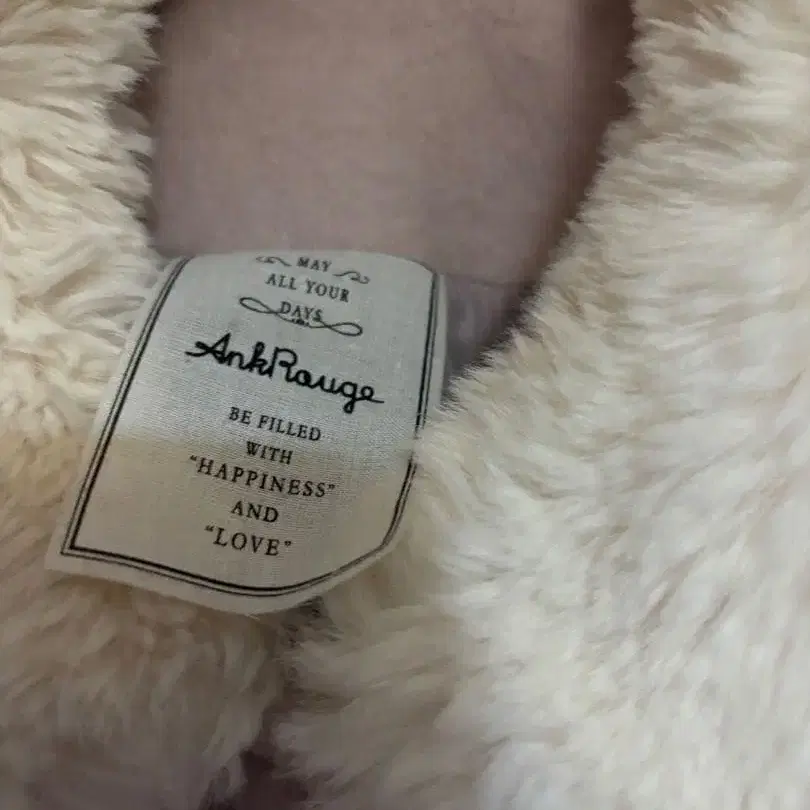 MAY
ALL YOUR
DAYS
AnkRouge
BE FILLED
WITH
"HAPPINESS"
AND
"LOVE"